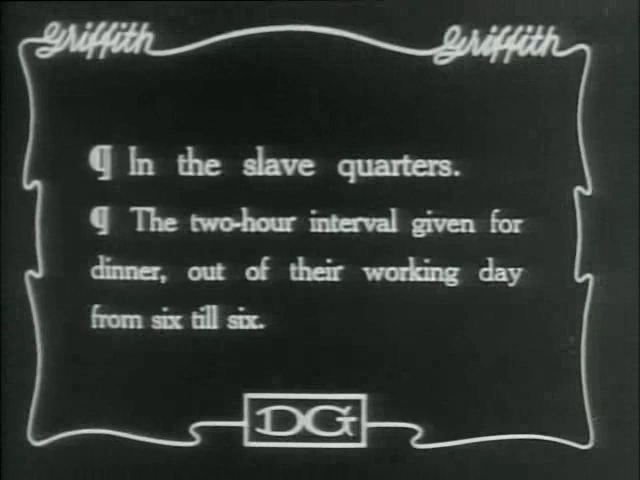 Griffith Griffith
¶ In the slave quarters.
¶ The two-hour interval given for
dinner, out of their working day
from six till six.
DG